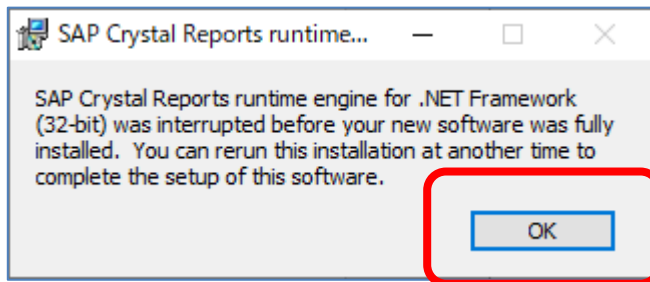 SAP Crystal Reports runtime...
SAP Crystal Reports runtime engine for .NET Framework
(32-bit) was interrupted before your new software was fully
installed.  You can rerun this installation at another time to
complete the setup of this software.
OK